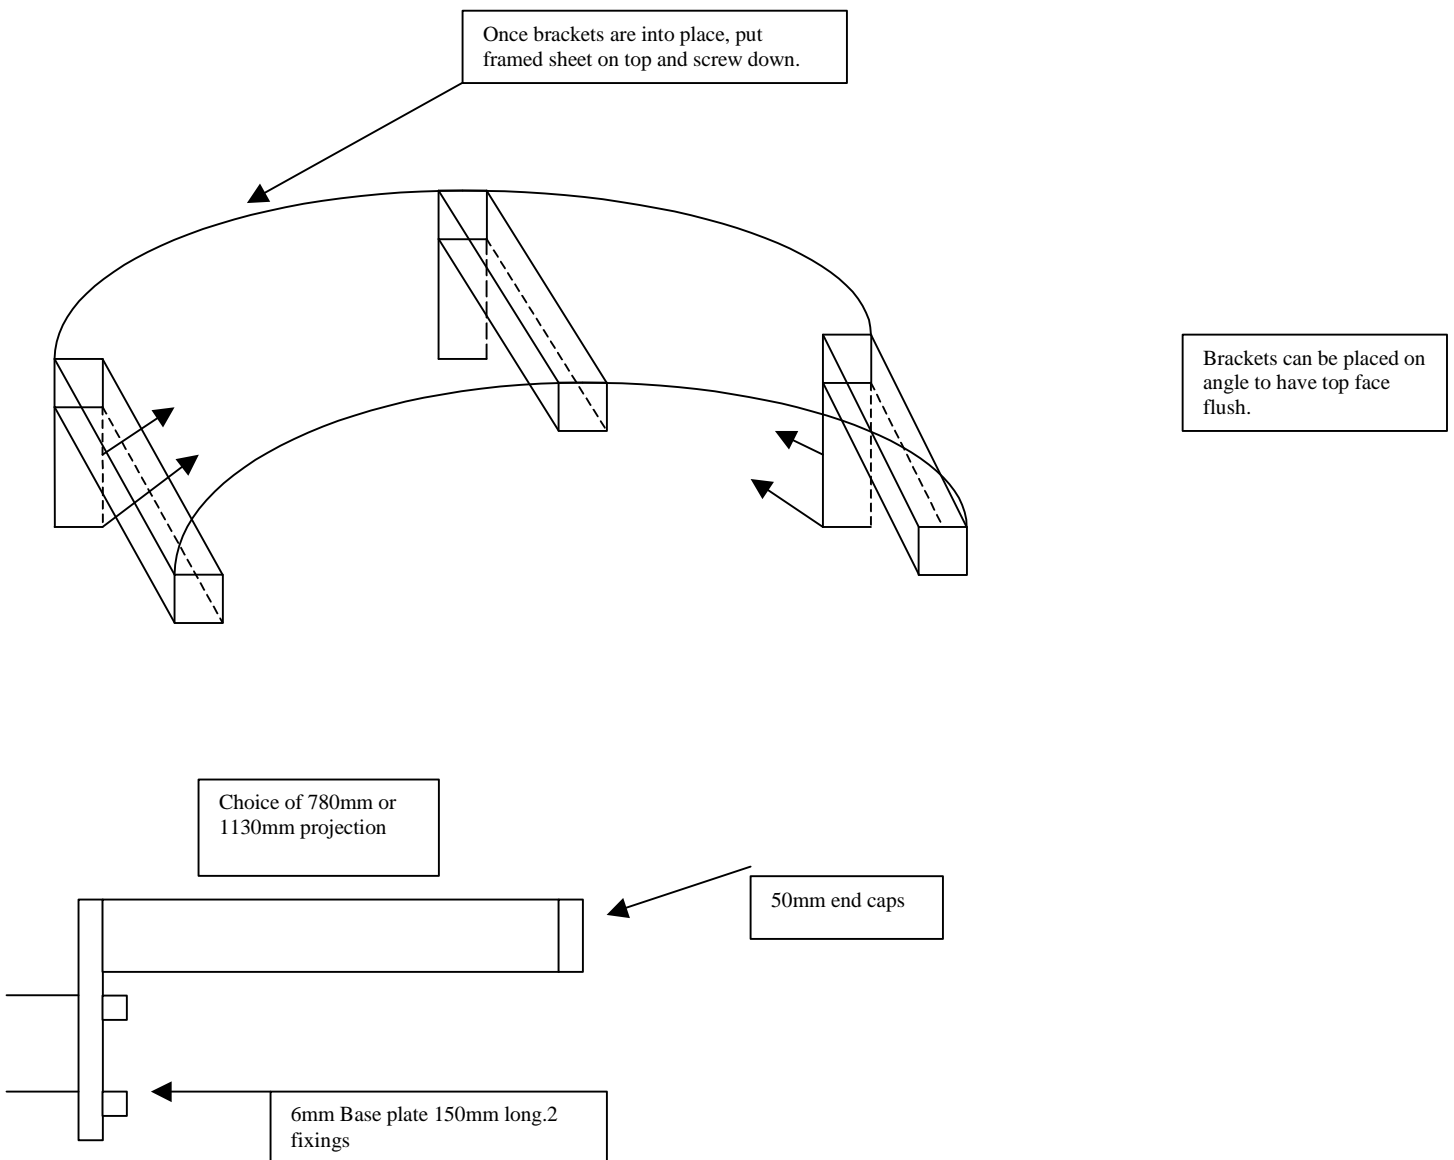 Once brackets are into place, put
framed sheet on top and screw down.
Brackets can be placed on
angle to have top face
flush.
Choice of 780mm or
1130mm projection
50mm end caps
6mm Base plate 150mm long.2
fixings